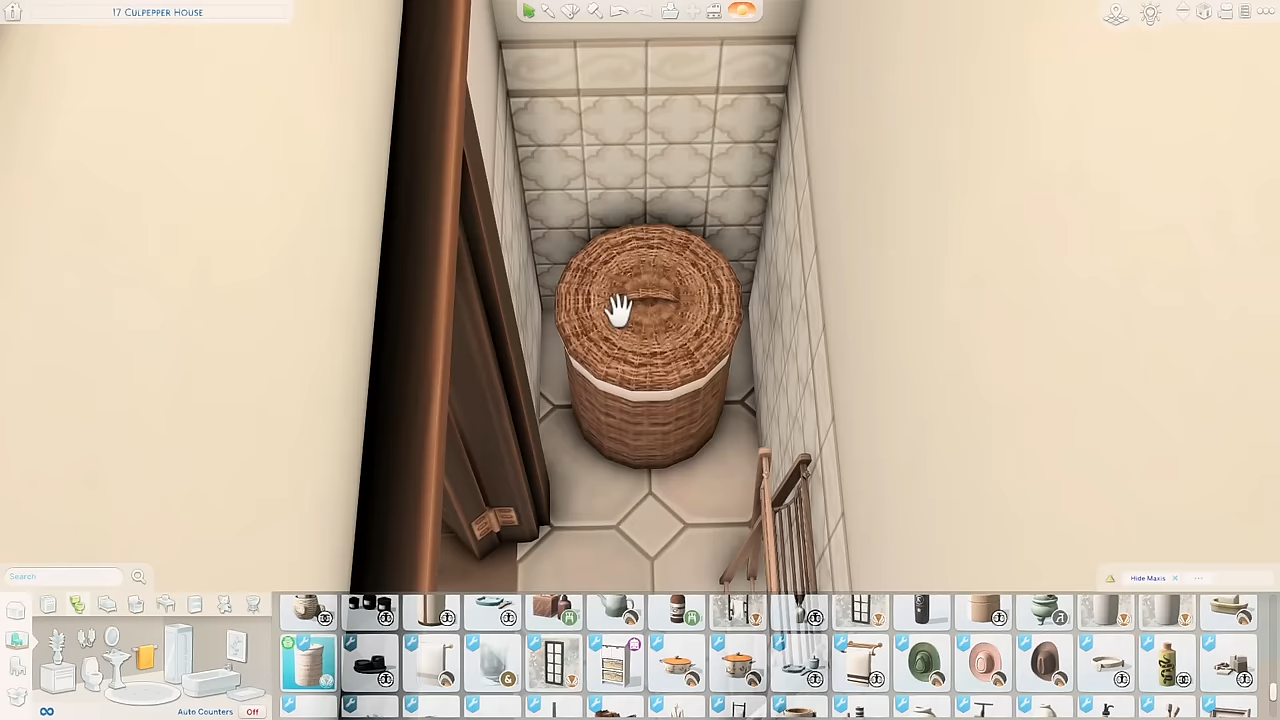 17 CULPEPPER HOUSE
Search
Hide Maxis
Auto Counters
Off